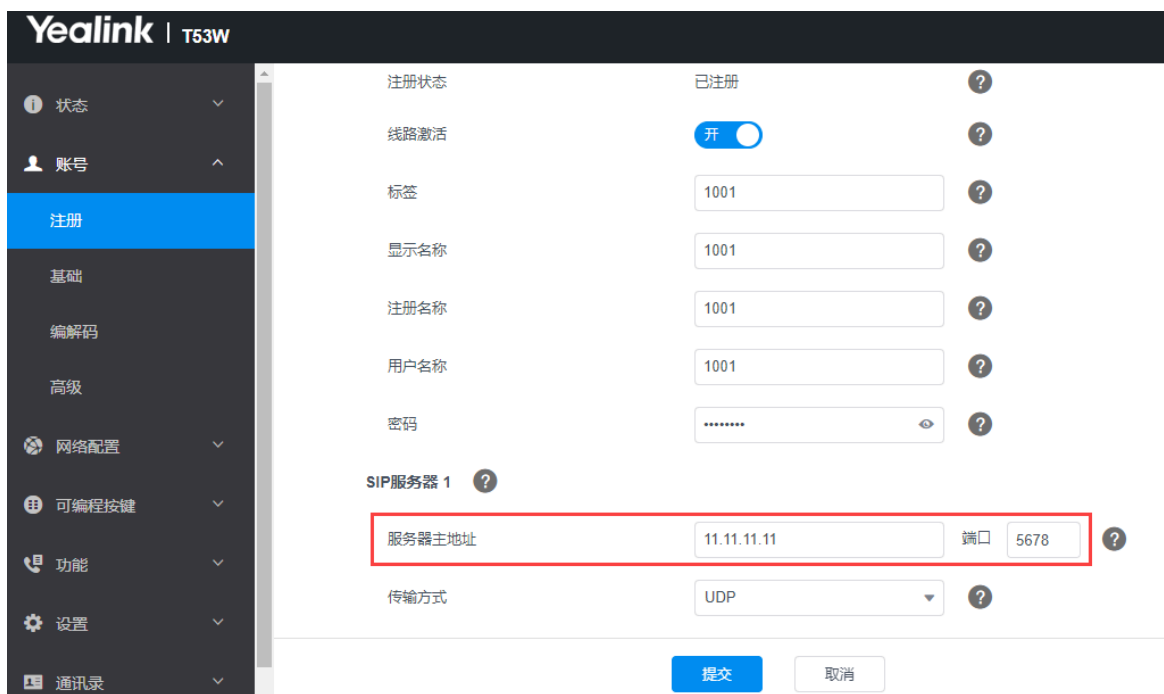 Yealink | T53W
状态
账号
注册
基础
编解码
高级
网络配置
可编程按键
功能
设置
通讯录
注册状态 已注册
线路激活 开
标签 1001
显示名称 1001
注册名称 1001
用户名称 1001
密码 ••••••••
SIP服务器 1
服务器主地址 11.11.11.11 端口 5678
传输方式 UDP
提交 取消